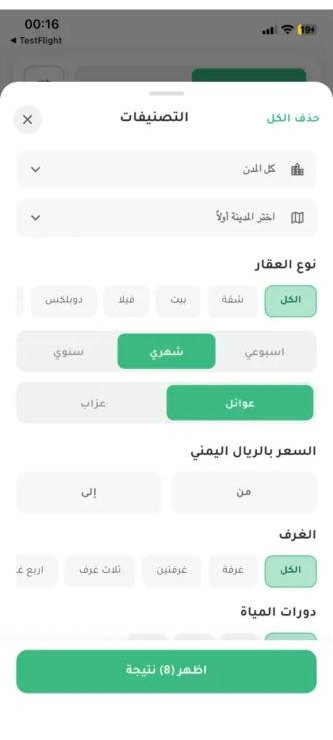 00:16
◀ TestFlight
19
حذف الكل
التصنيفات
كل المدن
اختر المدينة أولاً
نوع العقار
الكل شقة بيت فيلا دوبلكس
اسبوعي شهري سنوي
عوائل عزاب
السعر بالريال اليمني
من إلى
الغرف
الكل غرفة غرفتين ثلاث غرف اربع غ
دورات المياة
اظهر (8) نتيجة